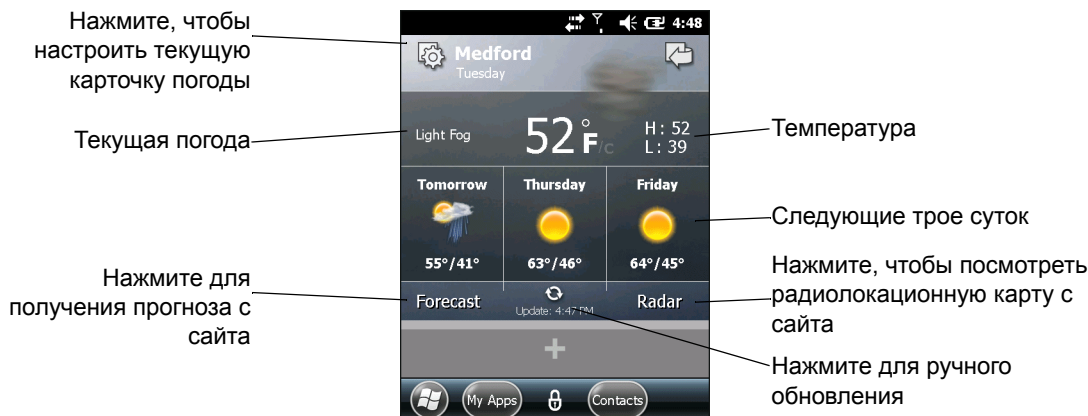 Нажмите, чтобы
настроить текущую
карточку погоды
Текущая погода
Нажмите для
получения прогноза с
сайта
4:48
Medford
Tuesday
Light Fog
52°F/C
H: 52
L: 39
Tomorrow
Thursday
Friday
55°/41°
63°/46°
64°/45°
Forecast
Update: 4:47 PM
Radar
+
My Apps
Contacts
Температура
Следующие трое суток
Нажмите, чтобы посмотреть
радиолокационную карту с
сайта
Нажмите для ручного
обновления